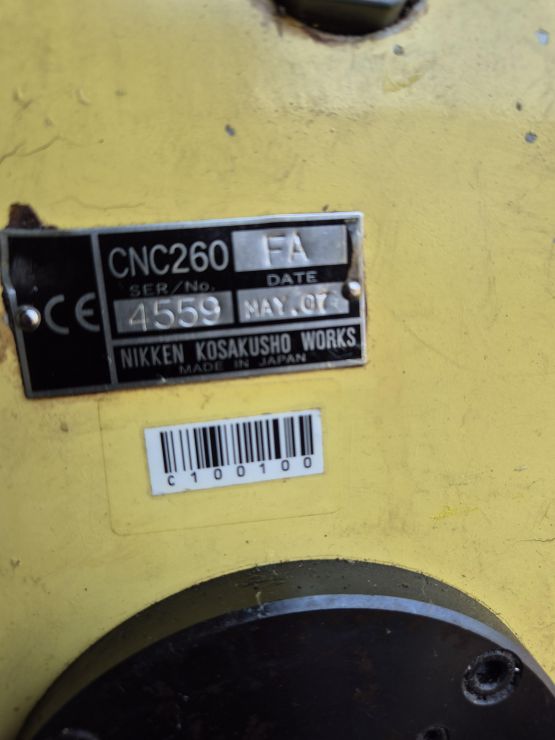 CNC260 FA
SER/No. DATE
CE 4559 MAY.07
NIKKEN KOSAKUSHO WORKS
MADE IN JAPAN
c100100